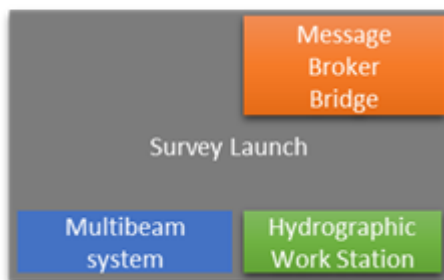 Message
Broker
Bridge
Survey Launch
Multibeam
system
Hydrographic
Work Station